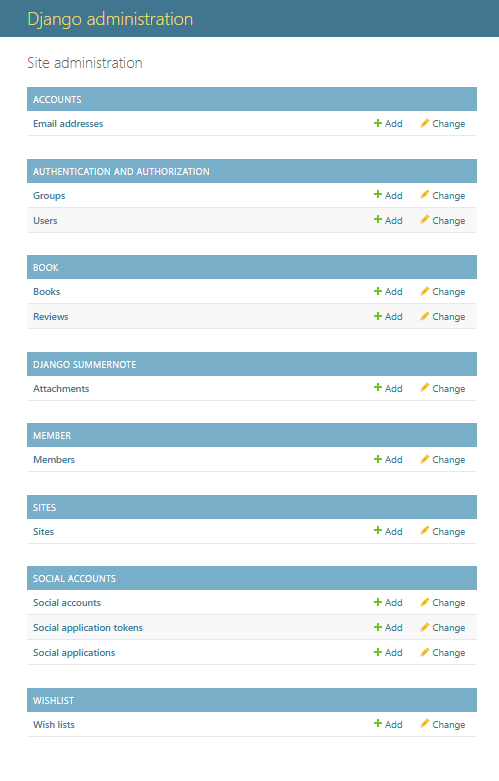 Django administration
Site administration
ACCOUNTS
Email addresses Add Change
AUTHENTICATION AND AUTHORIZATION
Groups Add Change
Users Add Change
BOOK
Books Add Change
Reviews Add Change
DJANGO SUMMERNOTE
Attachments Add Change
MEMBER
Members Add Change
SITES
Sites Add Change
SOCIAL ACCOUNTS
Social accounts Add Change
Social application tokens Add Change
Social applications Add Change
WISHLIST
Wish lists Add Change